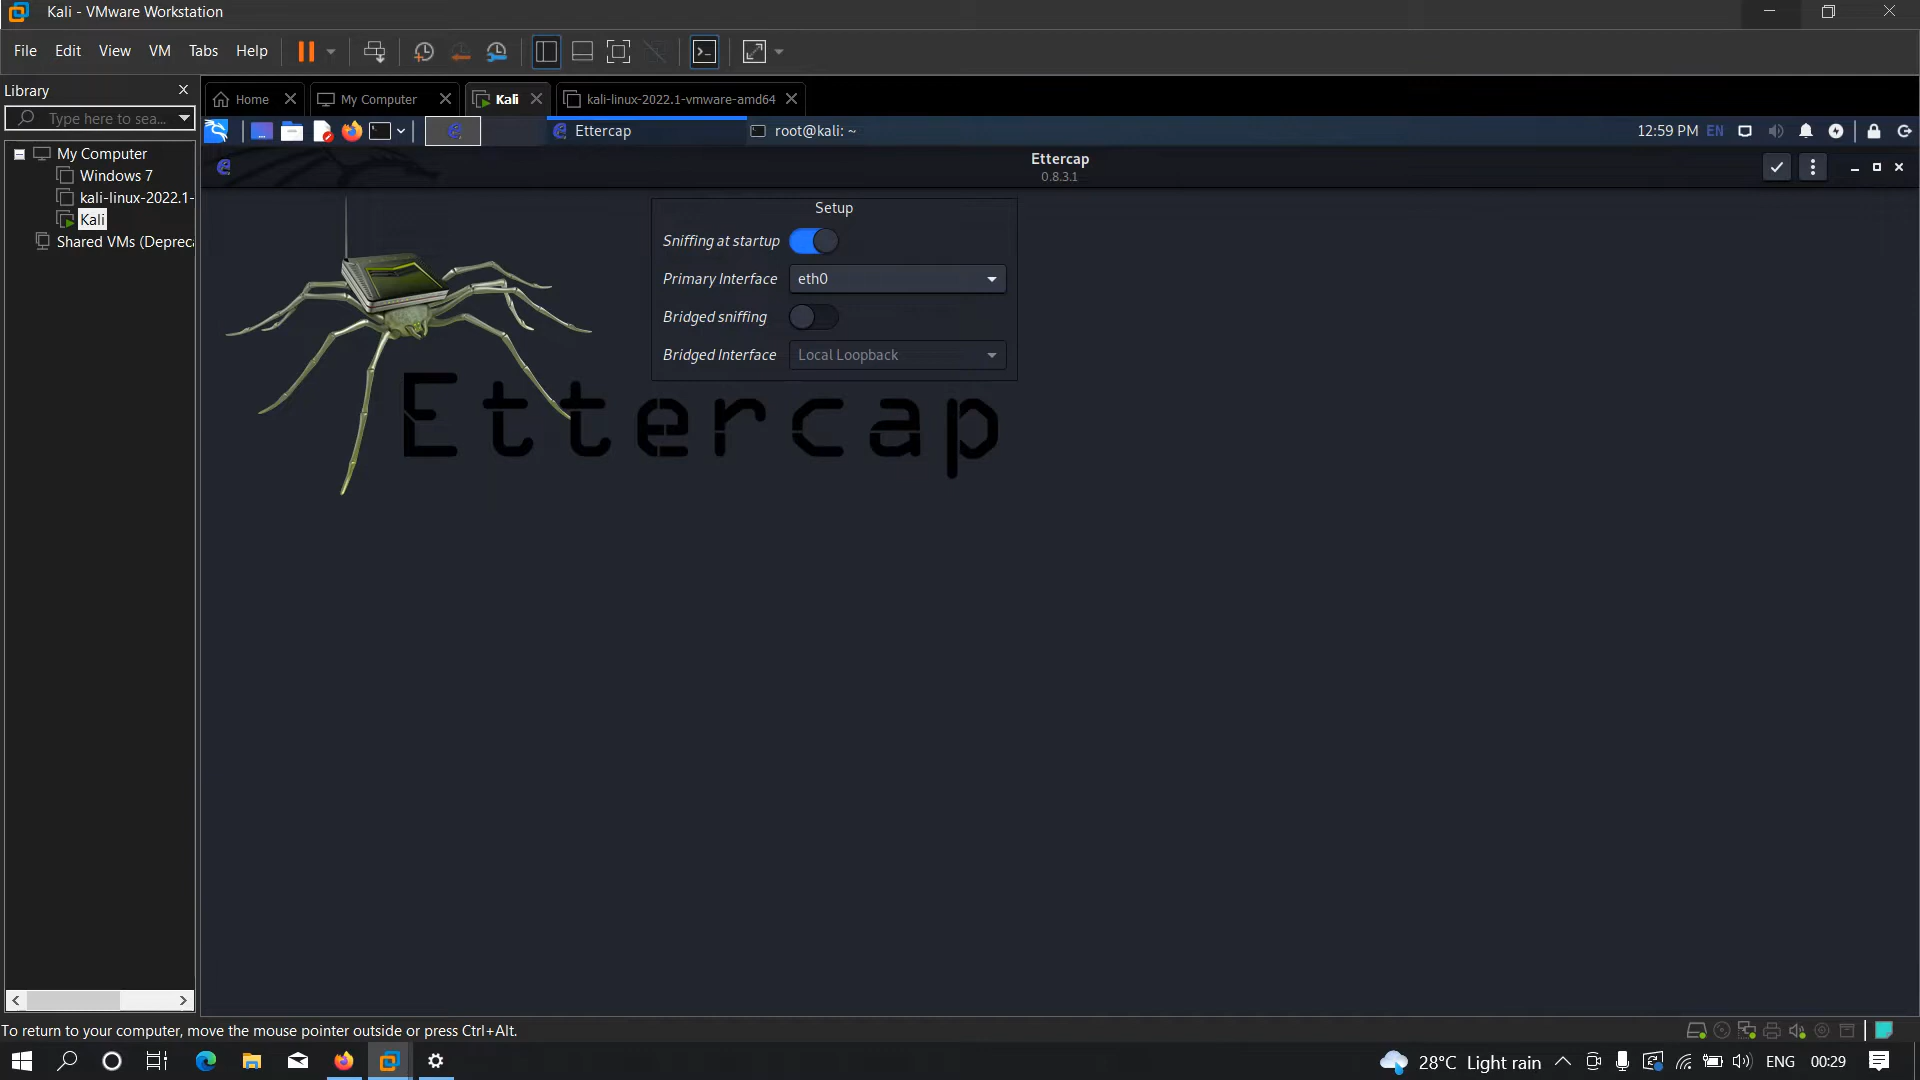 Kali - VMware Workstation
File Edit View VM Tabs Help
Library
Type here to sea...
Home My Computer Kali kali-linux-2022.1-vmware-amd64
Ettercap root@kali: ~ 12:59 PM EN
My Computer
Windows 7
kali-linux-2022.1-
Kali
Shared VMs (Depreca
Ettercap
0.8.3.1
Setup
Sniffing at startup
Primary Interface eth0
Bridged sniffing
Bridged Interface Local Loopback
Ettercap
To return to your computer, move the mouse pointer outside or press Ctrl+Alt.
28°C Light rain ENG 00:29